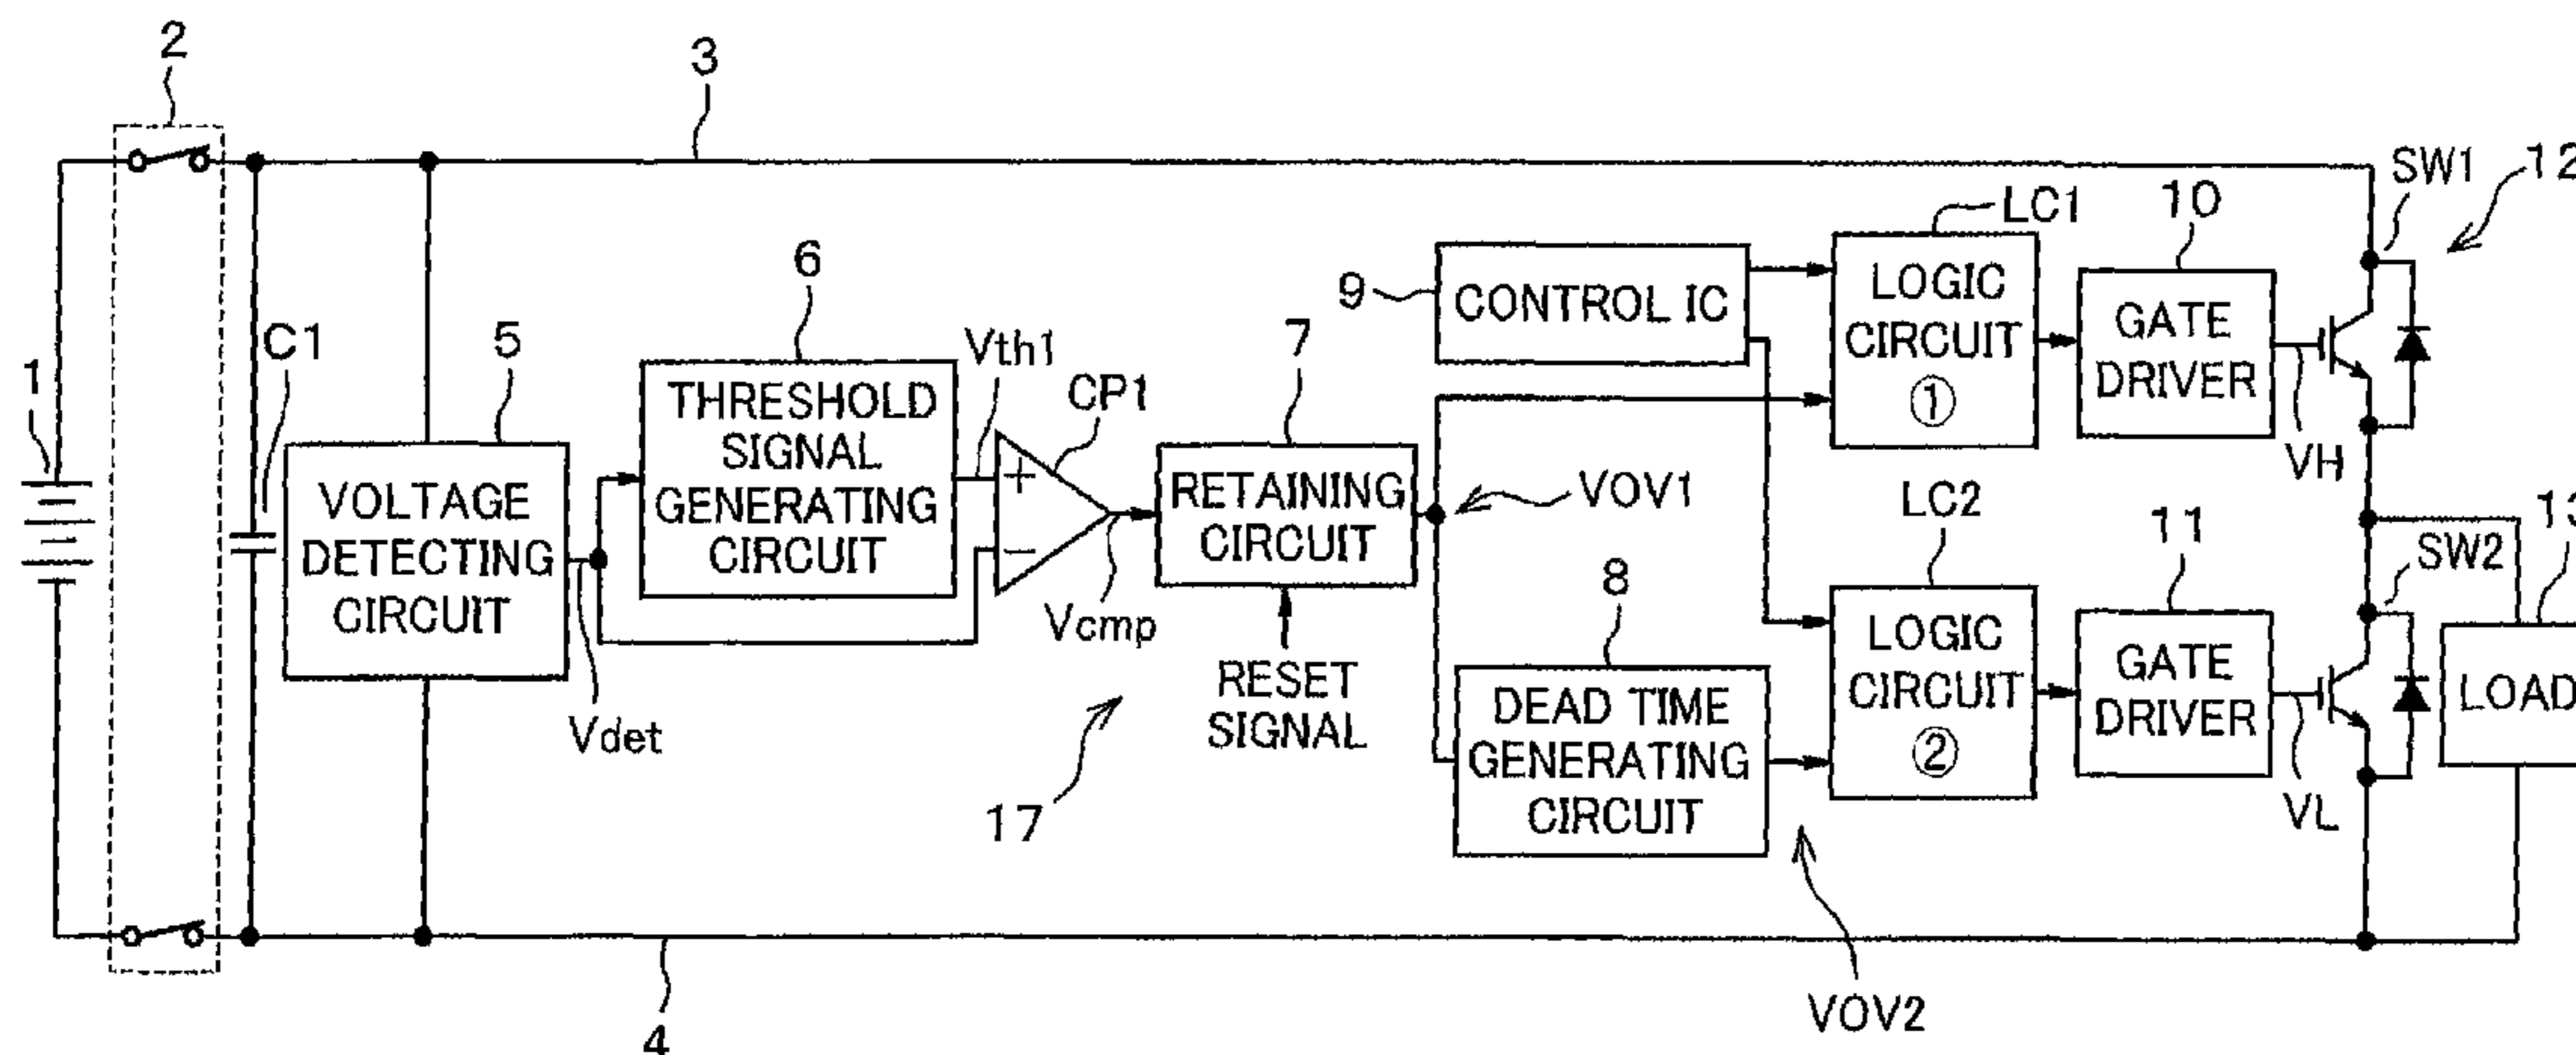 2
3
SW1
12
LC1
10
6
9
CONTROL IC
LOGIC
CIRCUIT
①
GATE
DRIVER
C1
5
Vth1
7
1
THRESHOLD
SIGNAL
GENERATING
CIRCUIT
CP1
+
−
VH
VOLTAGE
DETECTING
CIRCUIT
RETAINING
CIRCUIT
VOV1
LC2
11
13
SW2
8
Vcmp
LOGIC
CIRCUIT
②
GATE
DRIVER
RESET
SIGNAL
DEAD TIME
GENERATING
CIRCUIT
LOAD
Vdet
17
VL
VOV2
4